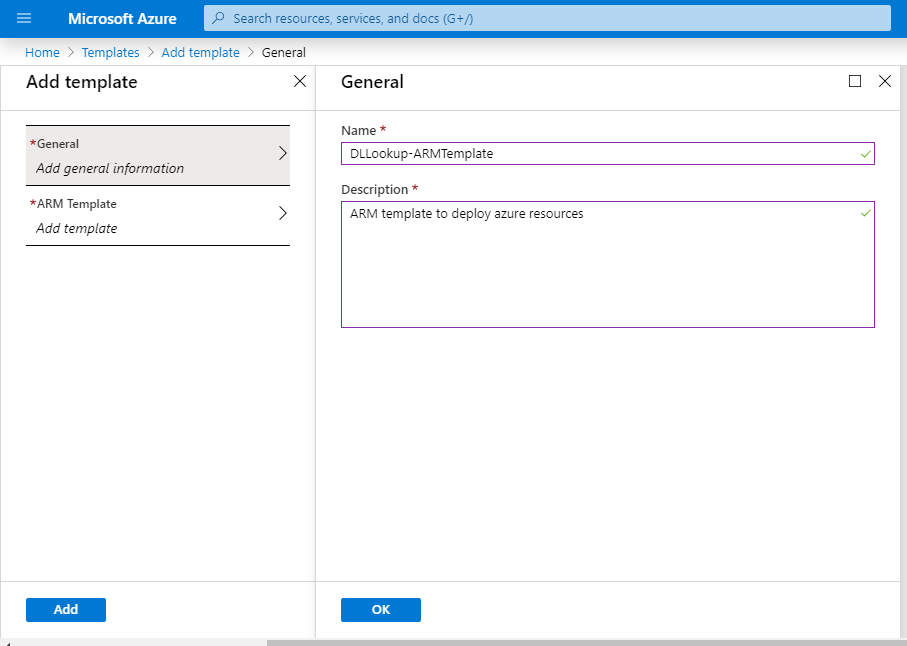 Microsoft Azure
Search resources, services, and docs (G+/)
Home > Templates > Add template > General
Add template
*General
Add general information
*ARM Template
Add template
Add
General
Name *
DLLookup-ARMTemplate
Description *
ARM template to deploy azure resources
OK